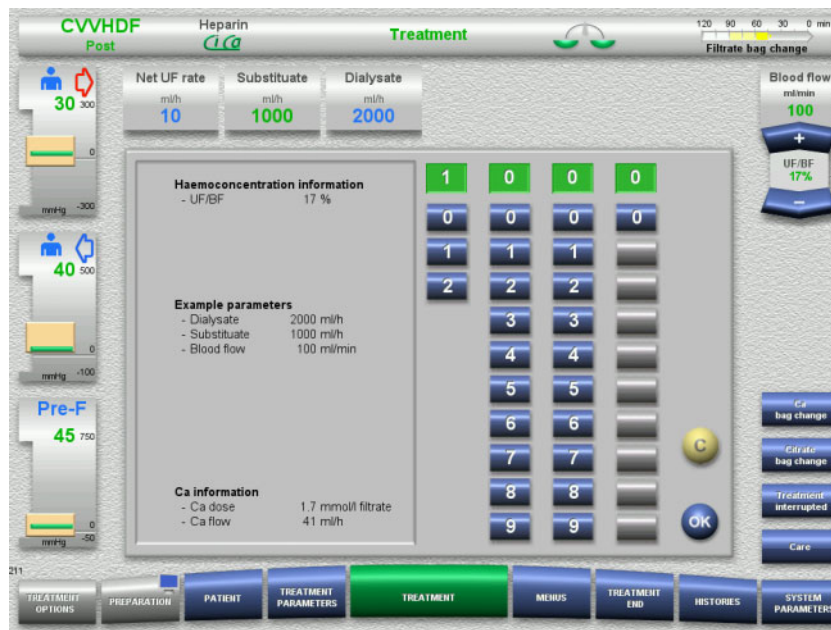 CVVHDF
Post
Heparin
CiCa
Treatment
120 90 60 30 0 min
Filtrate bag change
30 300
0
mmHg -300
40 500
0
mmHg -100
Pre-F
45 750
0
mmHg -50
Net UF rate
ml/h
10
Substituate
ml/h
1000
Dialysate
ml/h
2000
Blood flow
ml/min
100
+
UF/BF
17%
−
Haemoconcentration information
- UF/BF 17 %
Example parameters
- Dialysate 2000 ml/h
- Substituate 1000 ml/h
- Blood flow 100 ml/min
Ca information
- Ca dose 1.7 mmol/l filtrate
- Ca flow 41 ml/h
1 0 0 0
0 0 0 0
1 1 1
2 2 2
3 3
4 4
5 5
6 6
7 7
8 8
9 9
C
OK
Ca
bag change
Citrate
bag change
Treatment
interrupted
Care
211
TREATMENT
OPTIONS
PREPARATION
PATIENT
TREATMENT
PARAMETERS
TREATMENT
MENUS
TREATMENT
END
HISTORIES
SYSTEM
PARAMETERS